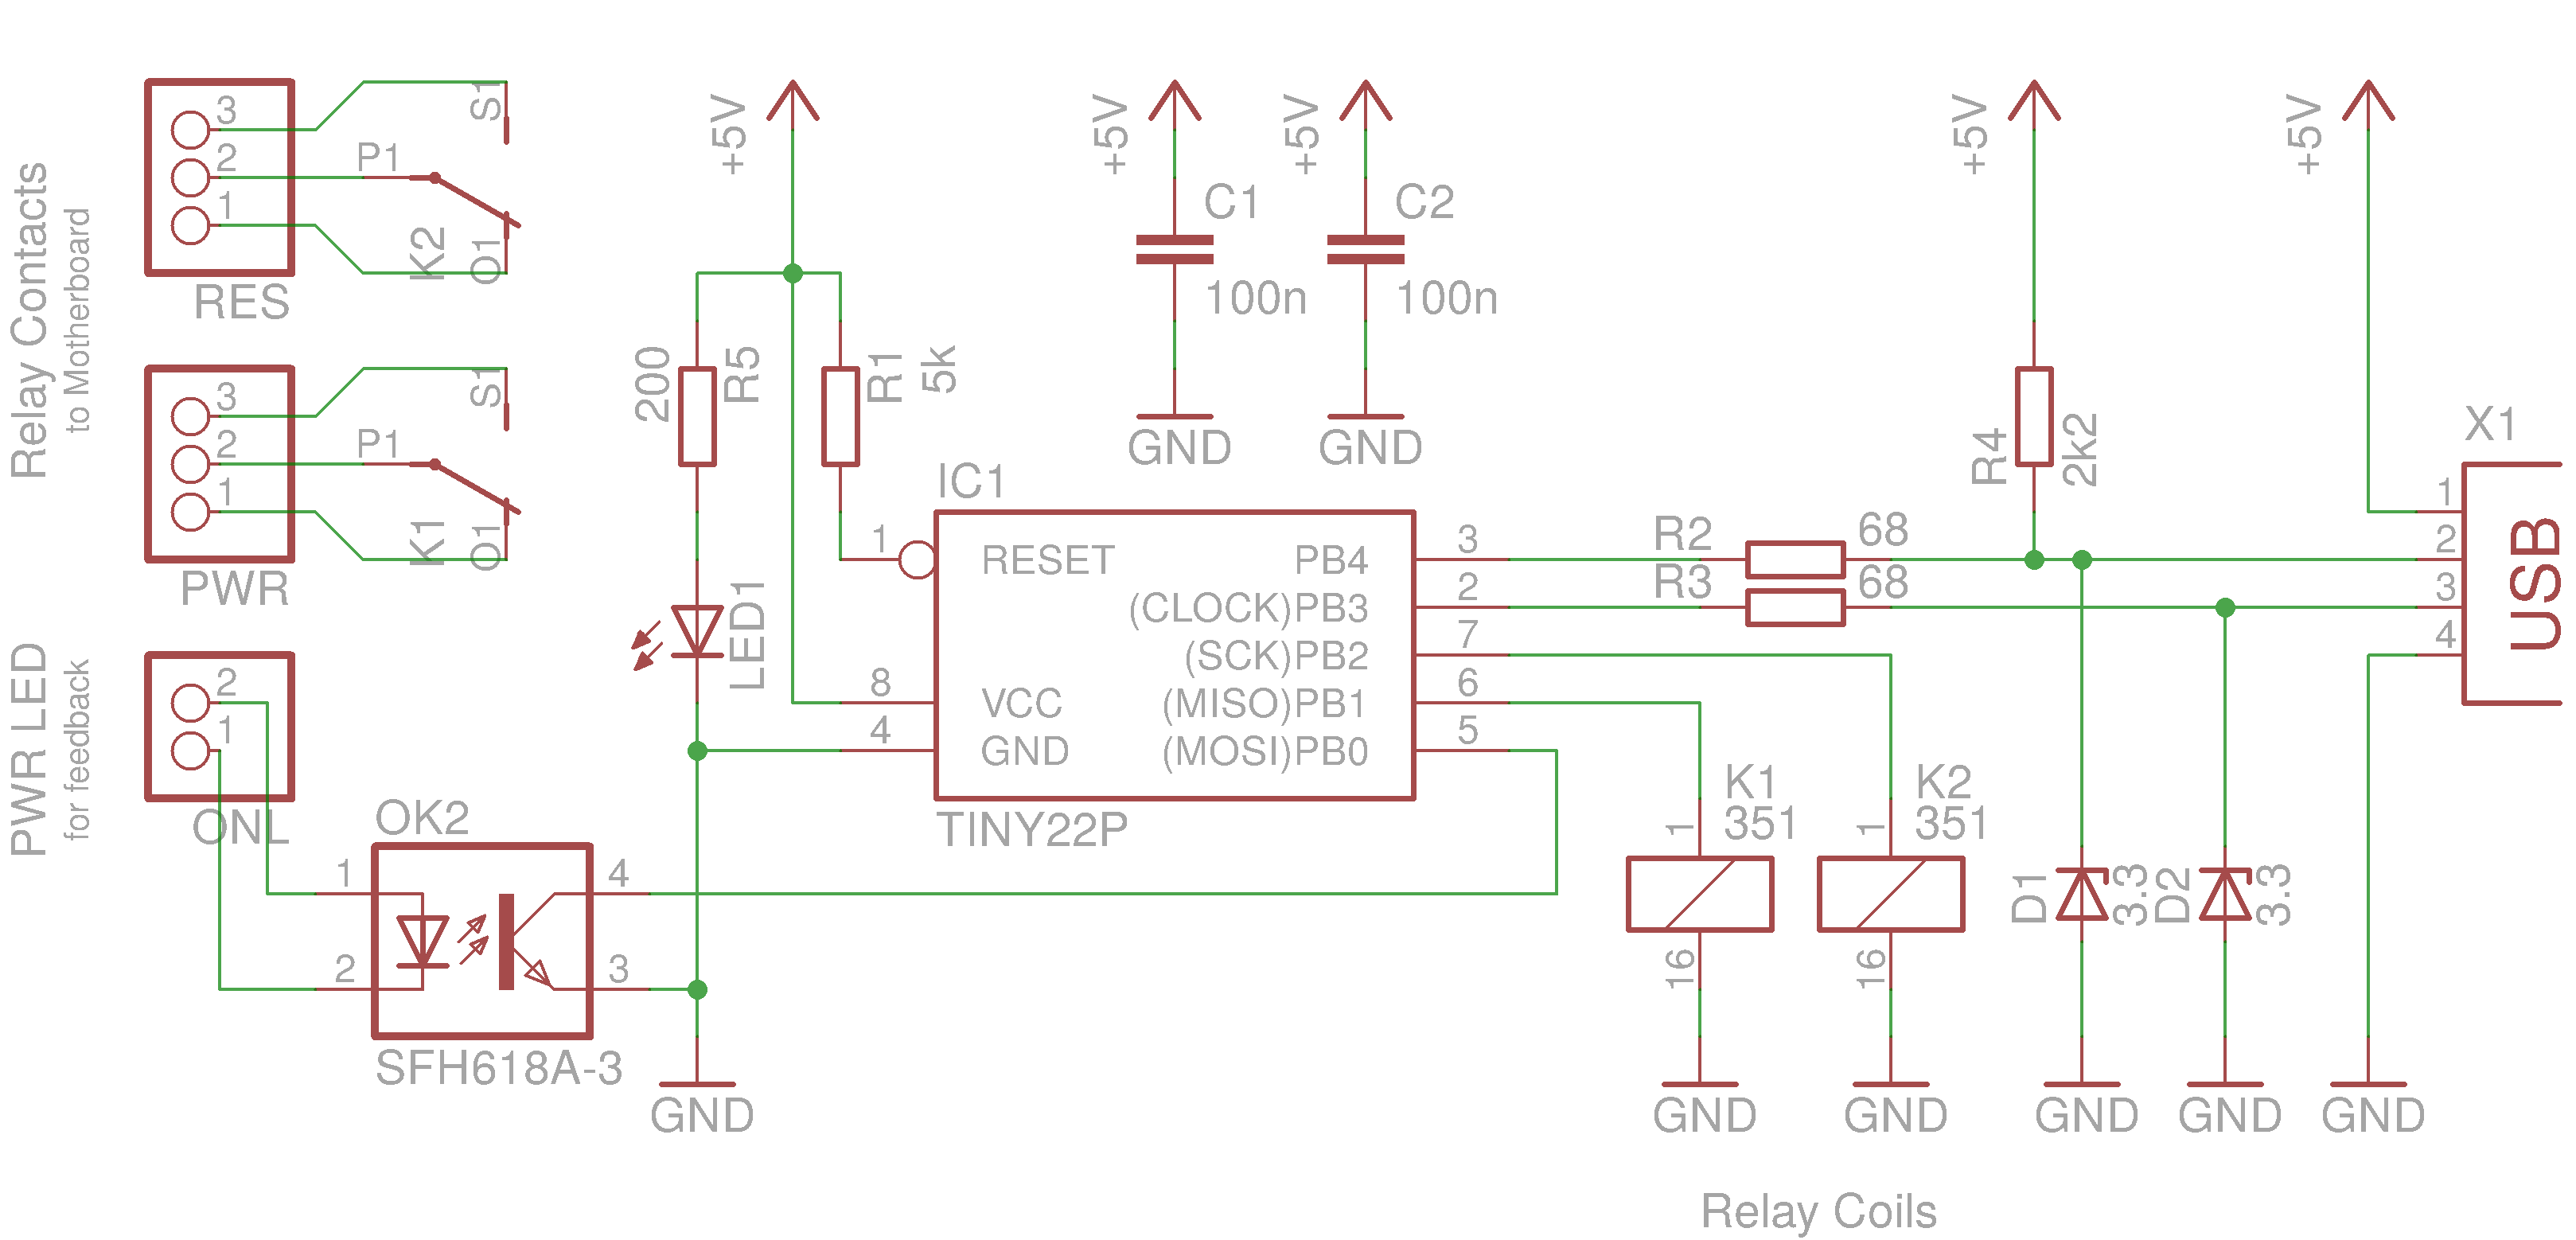 Relay Contacts
to Motherboard
3
2
1
RES
P1
S1
K2
O1
3
2
1
PWR
P1
S1
K1
O1
PWR LED
for feedback
2
1
ONL
OK2
1
2
4
3
SFH618A-3
+5V
200
R5
R1
5k
LED1
GND
+5V
C1
100n
GND
+5V
C2
100n
GND
IC1
1
8
4
RESET
VCC
GND
PB4
(CLOCK)PB3
(SCK)PB2
(MISO)PB1
(MOSI)PB0
3
2
7
6
5
TINY22P
R2
68
R3
68
K1
351
1
16
GND
K2
351
1
16
GND
Relay Coils
+5V
R4
2k2
D1
3.3
GND
D2
3.3
GND
+5V
X1
1
2
3
4
USB
GND